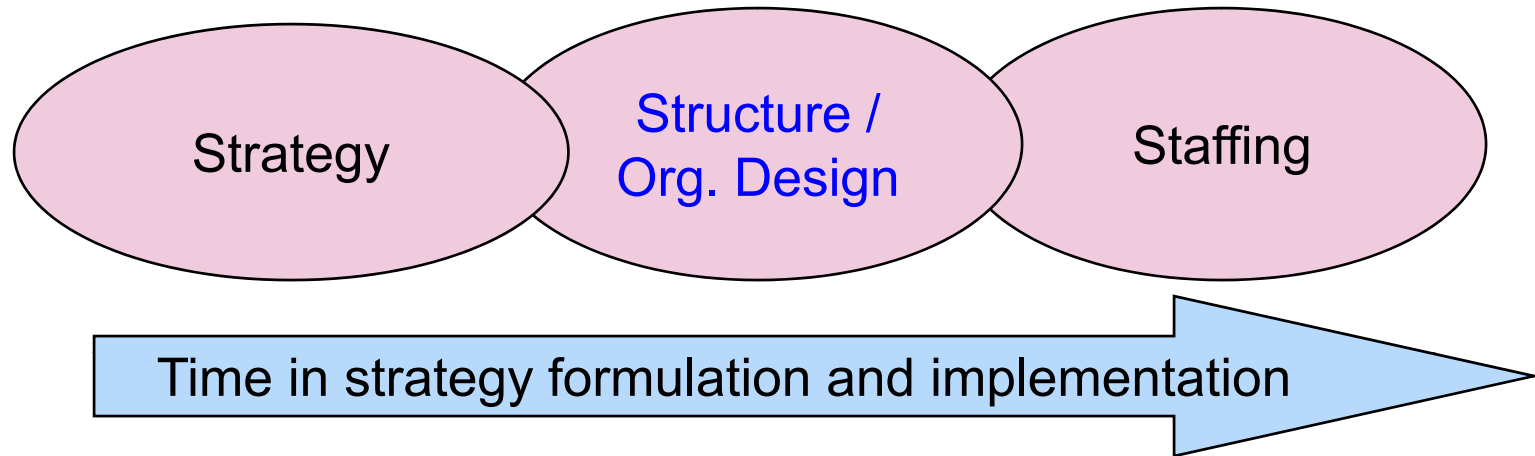 Strategy
Structure /
Org. Design
Staffing
Time in strategy formulation and implementation